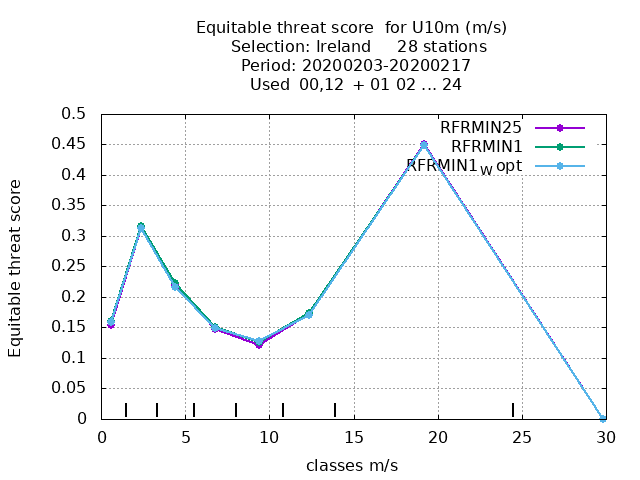 Equitable threat score for U10m (m/s)
Selection: Ireland 28 stations
Period: 20200203-20200217
Used 00,12 + 01 02 ... 24
RFRMIN25
RFRMIN1
RFRMIN1w opt
Equitable threat score
0.5
0.45
0.4
0.35
0.3
0.25
0.2
0.15
0.1
0.05
0
0 5 10 15 20 25 30
classes m/s